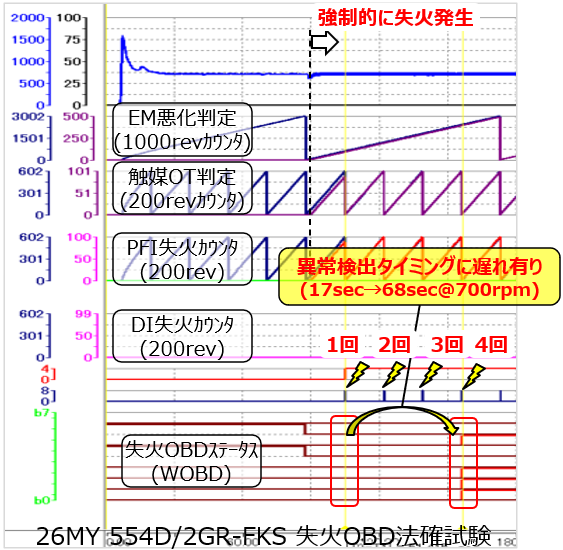 強制的に失火発生
2000 100
1500 75
1000 50
500 25
0 0
EM悪化判定
(1000revｶｳﾝﾀ)
3002 500
1501 250
0 0
触媒OT判定
(200revｶｳﾝﾀ)
602 101
301 51
0 0
PFI失火ｶｳﾝﾀ
(200rev)
602 100
301 50
0 0
異常検出タイミングに遅れ有り
(17sec→68sec@700rpm)
DI失火ｶｳﾝﾀ
(200rev)
602 99
301 50
0 0
1回 2回 3回 4回
4
0
8
0
b7
失火OBDｽﾃｰﾀｽ
(WOBD)
b0
26MY 554D/2GR-FKS 失火OBD法確試験